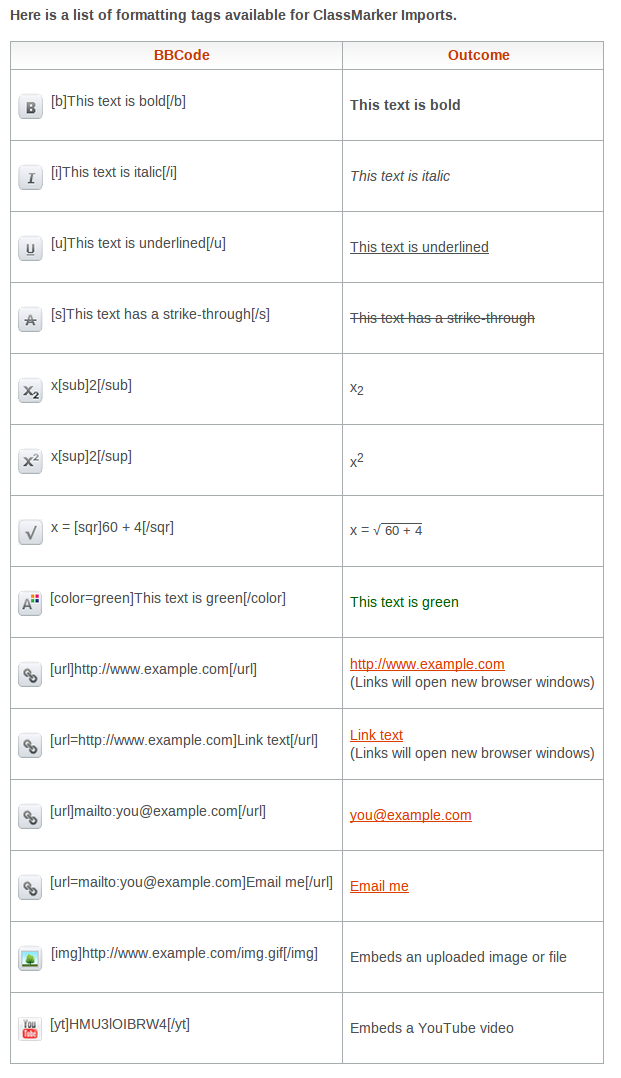 Here is a list of formatting tags available for ClassMarker Imports.
BBCode Outcome
B [b]This text is bold[/b] This text is bold
I [i]This text is italic[/i] This text is italic
U [u]This text is underlined[/u] This text is underlined
A [s]This text has a strike-through[/s] This text has a strike-through
x₂ x[sub]2[/sub] x₂
x² x[sup]2[/sup] x²
√ x = [sqr]60 + 4[/sqr] x = √ 60 + 4
A [color=green]This text is green[/color] This text is green
[url]http://www.example.com[/url] http://www.example.com
(Links will open new browser windows)
[url=http://www.example.com]Link text[/url] Link text
(Links will open new browser windows)
[url]mailto:you@example.com[/url] you@example.com
[url=mailto:you@example.com]Email me[/url] Email me
[img]http://www.example.com/img.gif[/img] Embeds an uploaded image or file
You Tube [yt]HMU3lOIBRW4[/yt] Embeds a YouTube video